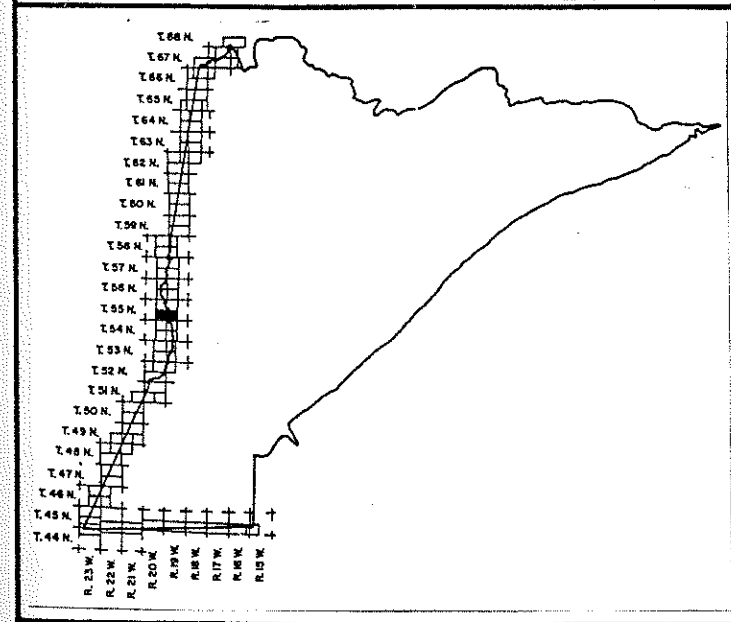 T. 68 N.
T. 67 N.
T. 66 N.
T. 65 N.
T. 64 N.
T. 63 N.
T. 62 N.
T. 61 N.
T. 60 N.
T. 59 N.
T. 58 N.
T. 57 N.
T. 56 N.
T. 55 N.
T. 54 N.
T. 53 N.
T. 52 N.
T. 51 N.
T. 50 N.
T. 49 N.
T. 48 N.
T. 47 N.
T. 46 N.
T. 45 N.
T. 44 N.
R. 23 W.
R. 22 W.
R. 21 W.
R. 20 W.
R. 19 W.
R. 18 W.
R. 17 W.
R. 16 W.
R. 15 W.